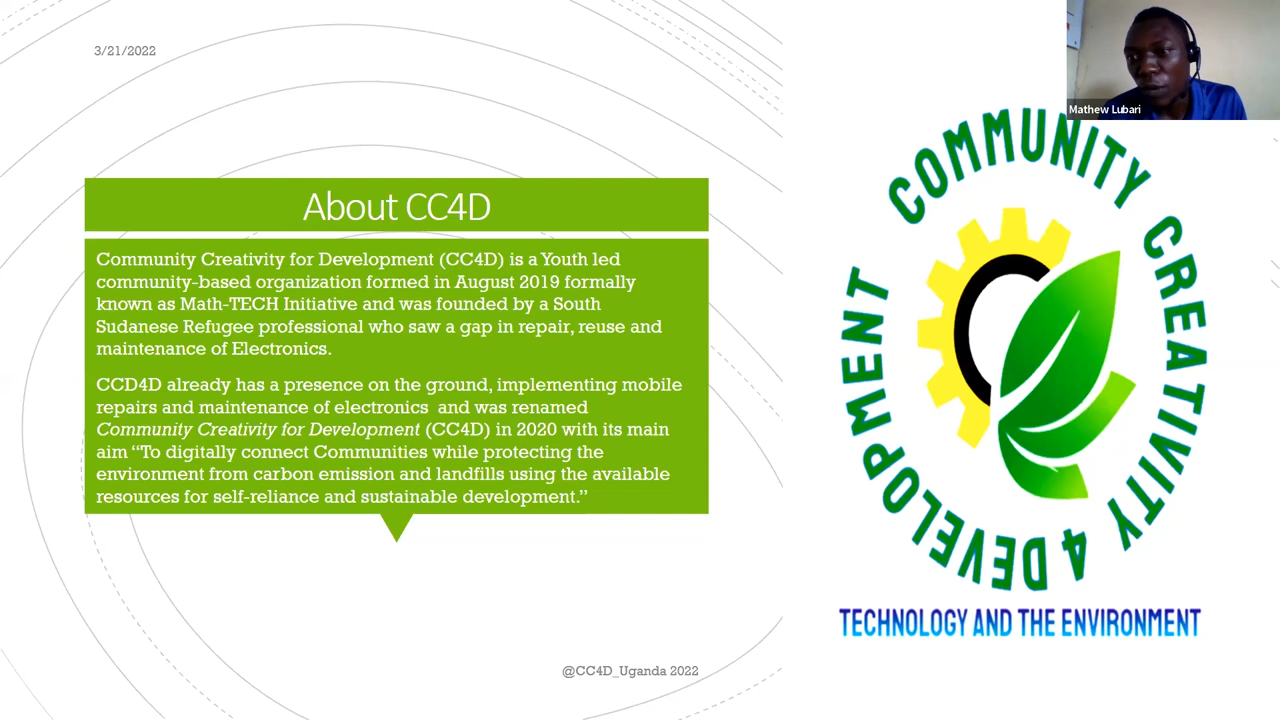 3/21/2022
About CC4D
Community Creativity for Development (CC4D) is a Youth led
community-based organization formed in August 2019 formally
known as Math-TECH Initiative and was founded by a South
Sudanese Refugee professional who saw a gap in repair, reuse and
maintenance of Electronics.
CCD4D already has a presence on the ground, implementing mobile
repairs and maintenance of electronics and was renamed
Community Creativity for Development (CC4D) in 2020 with its main
aim “To digitally connect Communities while protecting the
environment from carbon emission and landfills using the available
resources for self-reliance and sustainable development.”
@CC4D_Uganda 2022
Mathew Lubari
COMMUNITY CREATIVITY 4 DEVELOPMENT
TECHNOLOGY AND THE ENVIRONMENT